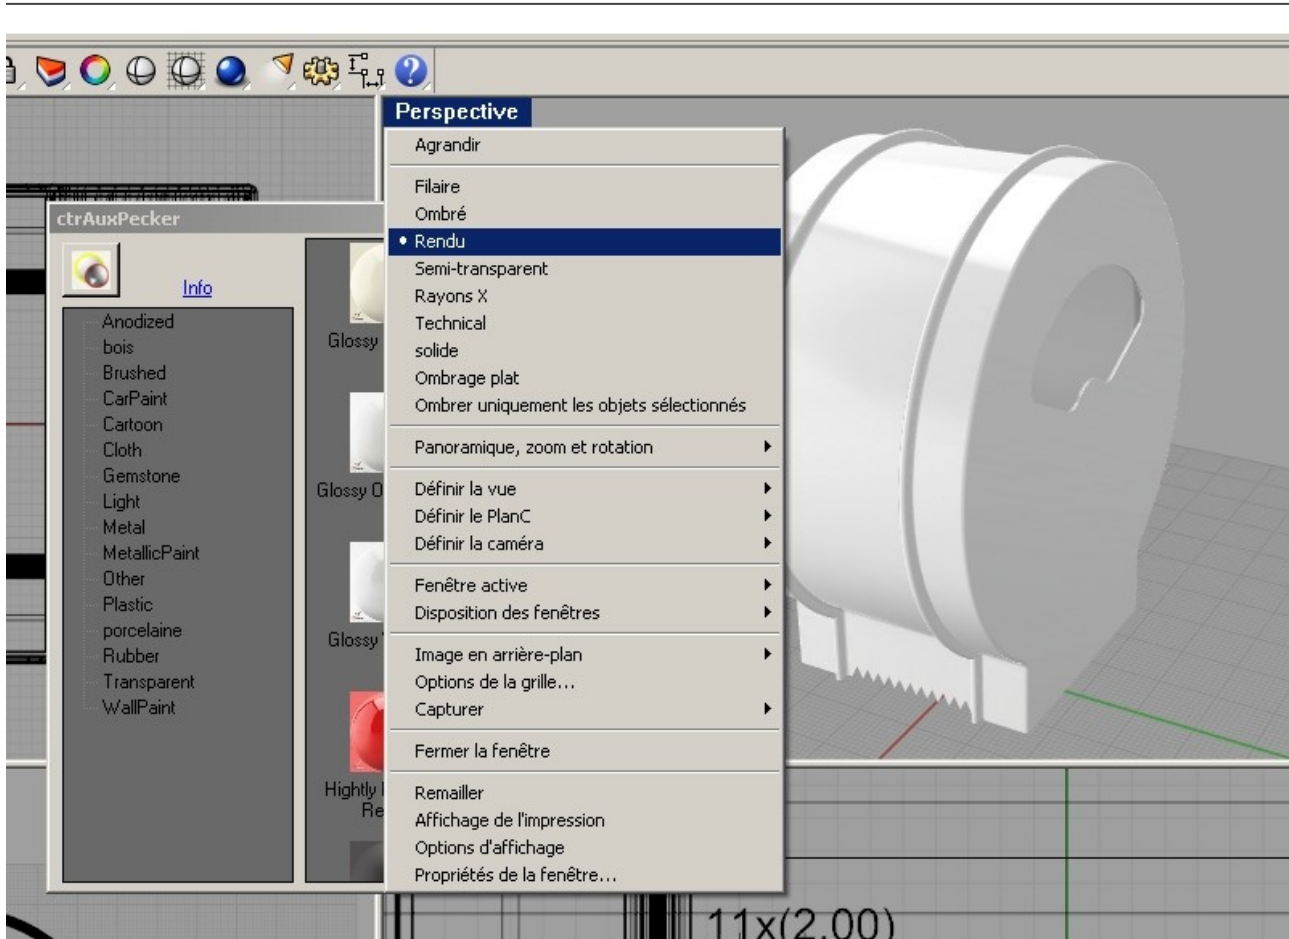 Perspective
Agrandir
Filaire
Ombré
Rendu
Semi-transparent
Rayons X
Technical
solide
Ombrage plat
Ombrer uniquement les objets sélectionnés
Panoramique, zoom et rotation
Définir la vue
Définir le PlanC
Définir la caméra
Fenêtre active
Disposition des fenêtres
Image en arrière-plan
Options de la grille...
Capturer
Fermer la fenêtre
Remailler
Affichage de l'impression
Options d'affichage
Propriétés de la fenêtre...
ctrAuxPecker
Info
Anodized
bois
Brushed
CarPaint
Cartoon
Cloth
Gemstone
Light
Metal
MetallicPaint
Other
Plastic
porcelaine
Rubber
Transparent
WallPaint
Glossy
Glossy O
Glossy
Hightly
Re
11x(2.00)